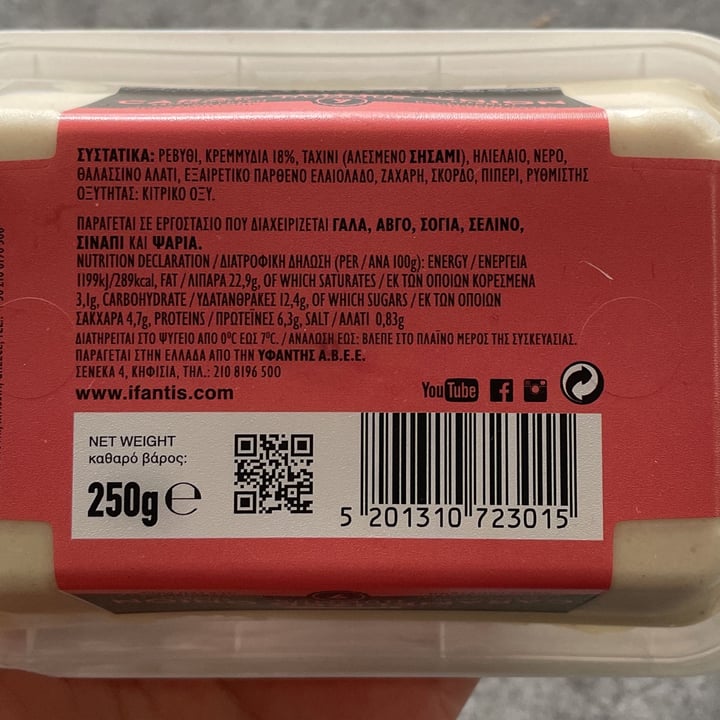 ΣΥΣΤΑΤΙΚΑ: ΡΕΒΥΘΙ, ΚΡΕΜΜΥΔΙΑ 18%, ΤΑΧΙΝΙ (ΑΛΕΣΜΕΝΟ ΣΗΣΑΜΙ), ΗΛΙΕΛΑΙΟ, ΝΕΡΟ,
ΘΑΛΑΣΣΙΝΟ ΑΛΑΤΙ, ΕΞΑΙΡΕΤΙΚΟ ΠΑΡΘΕΝΟ ΕΛΑΙΟΛΑΔΟ, ΖΑΧΑΡΗ, ΣΚΟΡΔΟ, ΠΙΠΕΡΙ, ΡΥΘΜΙΣΤΗΣ
ΟΞΥΤΗΤΑΣ: ΚΙΤΡΙΚΟ ΟΞΥ.
ΠΑΡΑΓΕΤΑΙ ΣΕ ΕΡΓΟΣΤΑΣΙΟ ΠΟΥ ΔΙΑΧΕΙΡΙΖΕΤΑΙ ΓΑΛΑ, ΑΒΓΟ, ΣΟΓΙΑ, ΣΕΛΙΝΟ,
ΣΙΝΑΠΙ ΚΑΙ ΨΑΡΙΑ.
NUTRITION DECLARATION / ΔΙΑΤΡΟΦΙΚΗ ΔΗΛΩΣΗ (PER / ΑΝΑ 100g): ENERGY / ΕΝΕΡΓΕΙΑ
1199kJ/289kcal, FAT / ΛΙΠΑΡΑ 22,9g, OF WHICH SATURATES / ΕΚ ΤΩΝ ΟΠΟΙΩΝ ΚΟΡΕΣΜΕΝΑ
3,1g, CARBOHYDRATE / ΥΔΑΤΑΝΘΡΑΚΕΣ 12,4g, OF WHICH SUGARS / ΕΚ ΤΩΝ ΟΠΟΙΩΝ
ΣΑΚΧΑΡΑ 4,7g, PROTEINS / ΠΡΩΤΕΪΝΕΣ 6,3g, SALT / ΑΛΑΤΙ 0,83g
ΔΙΑΤΗΡΕΙΤΑΙ ΣΤΟ ΨΥΓΕΙΟ ΑΠΟ 0°C ΕΩΣ 7°C. / ΑΝΑΛΩΣΗ ΕΩΣ: ΒΛΕΠΕ ΣΤΟ ΠΛΑΪΝΟ ΜΕΡΟΣ ΤΗΣ ΣΥΣΚΕΥΑΣΙΑΣ.
ΠΑΡΑΓΕΤΑΙ ΣΤΗΝ ΕΛΛΑΔΑ ΑΠΟ ΤΗΝ ΥΦΑΝΤΗΣ Α.Β.Ε.Ε.
ΣΕΝΕΚΑ 4, ΚΗΦΙΣΙΑ, ΤΗΛ.: 210 8196 500
www.ifantis.com
YouTube
NET WEIGHT
καθαρό βάρος:
250g ℮
5 201310 723015